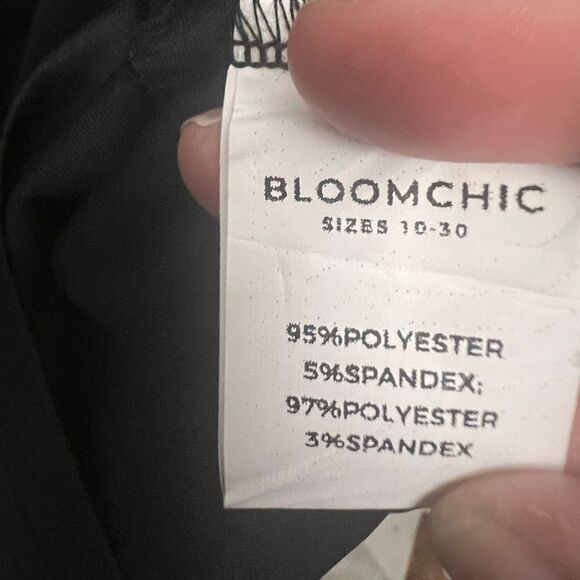 BLOOMCHIC
SIZES 10-30
95%POLYESTER
5%SPANDEX;
97%POLYESTER
3%SPANDEX